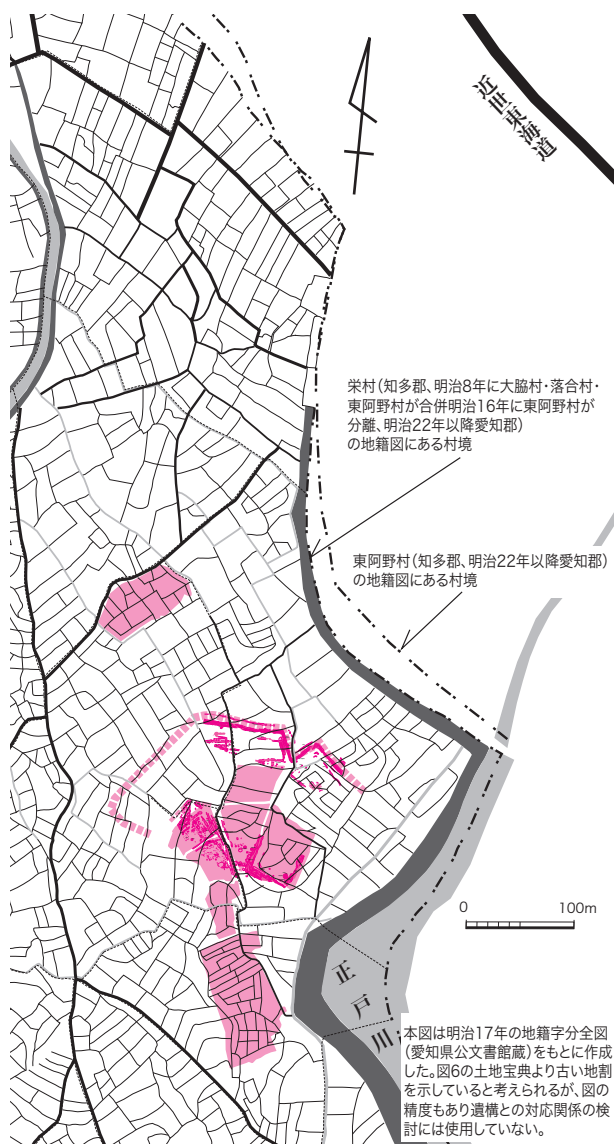 近世東海道
栄村(知多郡、明治8年に大脇村・落合村・
東阿野村が合併明治16年に東阿野村が
分離、明治22年以降愛知郡)
の地籍図にある村境
東阿野村(知多郡、明治22年以降愛知郡)
の地籍図にある村境
0 100m
正戸川
本図は明治17年の地籍字分全図
(愛知県公文書館蔵)をもとに作成
した。図6の土地宝典より古い地割
を示していると考えられるが、図の
精度もあり遺構との対応関係の検
討には使用していない。